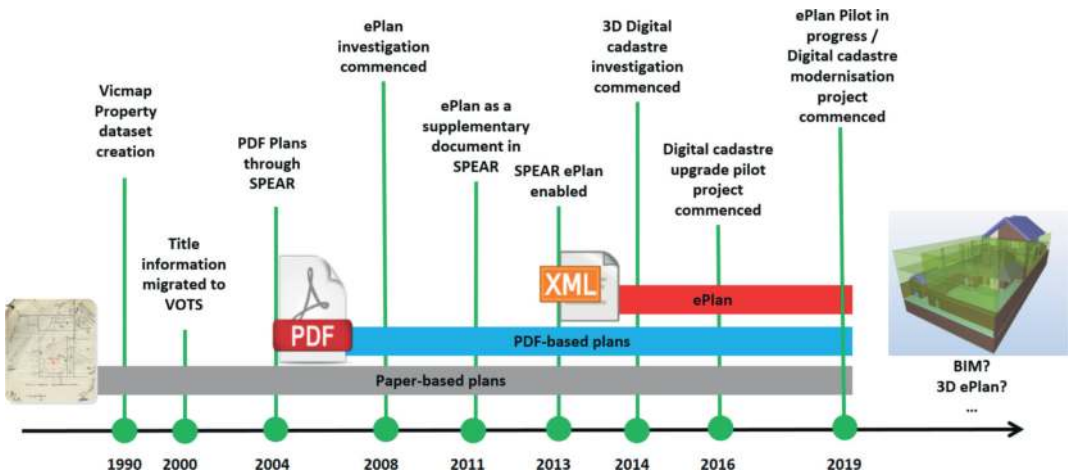 Vicmap
Property
dataset
creation
Title
information
migrated to
VOTS
PDF Plans
through
SPEAR
ePlan
investigation
commenced
ePlan as a
supplementary
document in
SPEAR
SPEAR ePlan
enabled
3D Digital
cadastre
investigation
commenced
Digital cadastre
upgrade pilot
project
commenced
ePlan Pilot in
progress /
Digital cadastre
modernisation
project
commenced
PDF
XML
ePlan
PDF-based plans
Paper-based plans
BIM?
3D ePlan?
...
1990
2000
2004
2008
2011
2013
2014
2016
2019